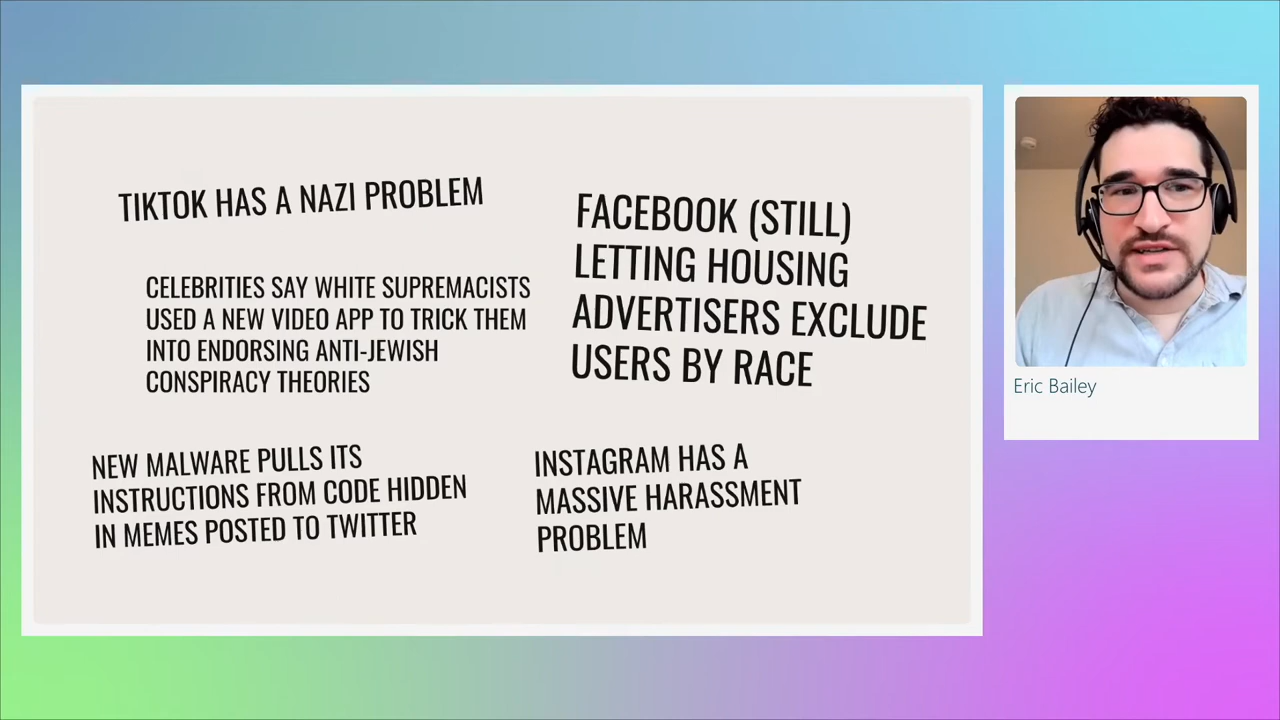 TIKTOK HAS A NAZI PROBLEM
CELEBRITIES SAY WHITE SUPREMACISTS
USED A NEW VIDEO APP TO TRICK THEM
INTO ENDORSING ANTI-JEWISH
CONSPIRACY THEORIES
NEW MALWARE PULLS ITS
INSTRUCTIONS FROM CODE HIDDEN
IN MEMES POSTED TO TWITTER
FACEBOOK (STILL)
LETTING HOUSING
ADVERTISERS EXCLUDE
USERS BY RACE
INSTAGRAM HAS A
MASSIVE HARASSMENT
PROBLEM
Eric Bailey